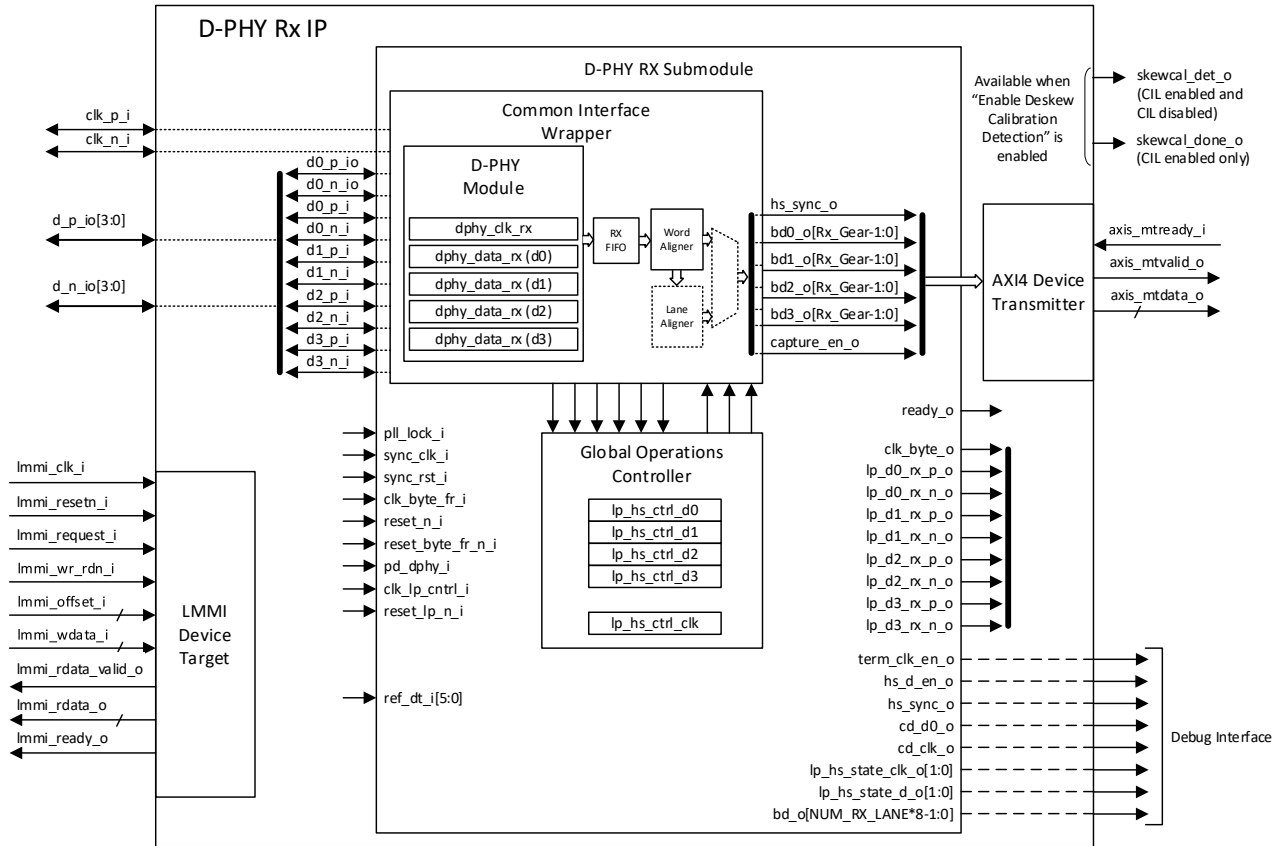 D-PHY Rx IP
D-PHY RX Submodule
Common Interface
Wrapper
D-PHY
Module
dphy_clk_rx
dphy_data_rx (d0)
dphy_data_rx (d1)
dphy_data_rx (d2)
dphy_data_rx (d3)
RX
FIFO
Word
Aligner
Lane
Aligner
clk_p_i
clk_n_i
d_p_io[3:0]
d_n_io[3:0]
d0_p_io
d0_n_io
d0_p_i
d0_n_i
d1_p_i
d1_n_i
d2_p_i
d2_n_i
d3_p_i
d3_n_i
hs_sync_o
bd0_o[Rx_Gear-1:0]
bd1_o[Rx_Gear-1:0]
bd2_o[Rx_Gear-1:0]
bd3_o[Rx_Gear-1:0]
capture_en_o
Available when
“Enable Deskew
Calibration
Detection” is
enabled
skewcal_det_o
(CIL enabled and
CIL disabled)
skewcal_done_o
(CIL enabled only)
AXI4 Device
Transmitter
axis_mtready_i
axis_mtvalid_o
axis_mtdata_o
lmmi_clk_i
lmmi_resetn_i
lmmi_request_i
lmmi_wr_rdn_i
lmmi_offset_i
lmmi_wdata_i
lmmi_rdata_valid_o
lmmi_rdata_o
lmmi_ready_o
LMMI
Device
Target
pll_lock_i
sync_clk_i
sync_rst_i
clk_byte_fr_i
reset_n_i
reset_byte_fr_n_i
pd_dphy_i
clk_lp_cntrl_i
reset_lp_n_i
ref_dt_i[5:0]
Global Operations
Controller
lp_hs_ctrl_d0
lp_hs_ctrl_d1
lp_hs_ctrl_d2
lp_hs_ctrl_d3
lp_hs_ctrl_clk
ready_o
clk_byte_o
lp_d0_rx_p_o
lp_d0_rx_n_o
lp_d1_rx_p_o
lp_d1_rx_n_o
lp_d2_rx_p_o
lp_d2_rx_n_o
lp_d3_rx_p_o
lp_d3_rx_n_o
term_clk_en_o
hs_d_en_o
hs_sync_o
cd_d0_o
cd_clk_o
lp_hs_state_clk_o[1:0]
lp_hs_state_d_o[1:0]
bd_o[NUM_RX_LANE*8-1:0]
Debug Interface